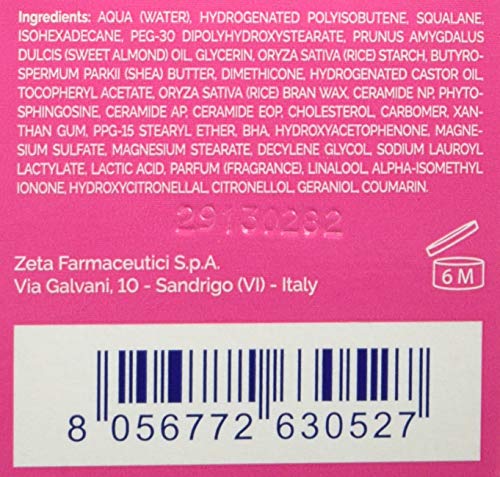 Ingredients: AQUA (WATER), HYDROGENATED POLYISOBUTENE, SQUALANE,
ISOHEXADECANE, PEG-30 DIPOLYHYDROXYSTEARATE, PRUNUS AMYGDALUS
DULCIS (SWEET ALMOND) OIL, GLYCERIN, ORYZA SATIVA (RICE) STARCH, BUTYRO-
SPERMUM PARKII (SHEA) BUTTER, DIMETHICONE, HYDROGENATED CASTOR OIL,
TOCOPHERYL ACETATE, ORYZA SATIVA (RICE) BRAN WAX, CERAMIDE NP, PHYTO-
SPHINGOSINE, CERAMIDE AP, CERAMIDE EOP, CHOLESTEROL, CARBOMER, XAN-
THAN GUM, PPG-15 STEARYL ETHER, BHA, HYDROXYACETOPHENONE, MAGNE-
SIUM SULFATE, MAGNESIUM STEARATE, DECYLENE GLYCOL, SODIUM LAUROYL
LACTYLATE, LACTIC ACID, PARFUM (FRAGRANCE), LINALOOL, ALPHA-ISOMETHYL
IONONE, HYDROXYCITRONELLAL, CITRONELLOL, GERANIOL, COUMARIN.
29130282
Zeta Farmaceutici S.p.A.
Via Galvani, 10 - Sandrigo (VI) - Italy
6 M
8 056772 630527